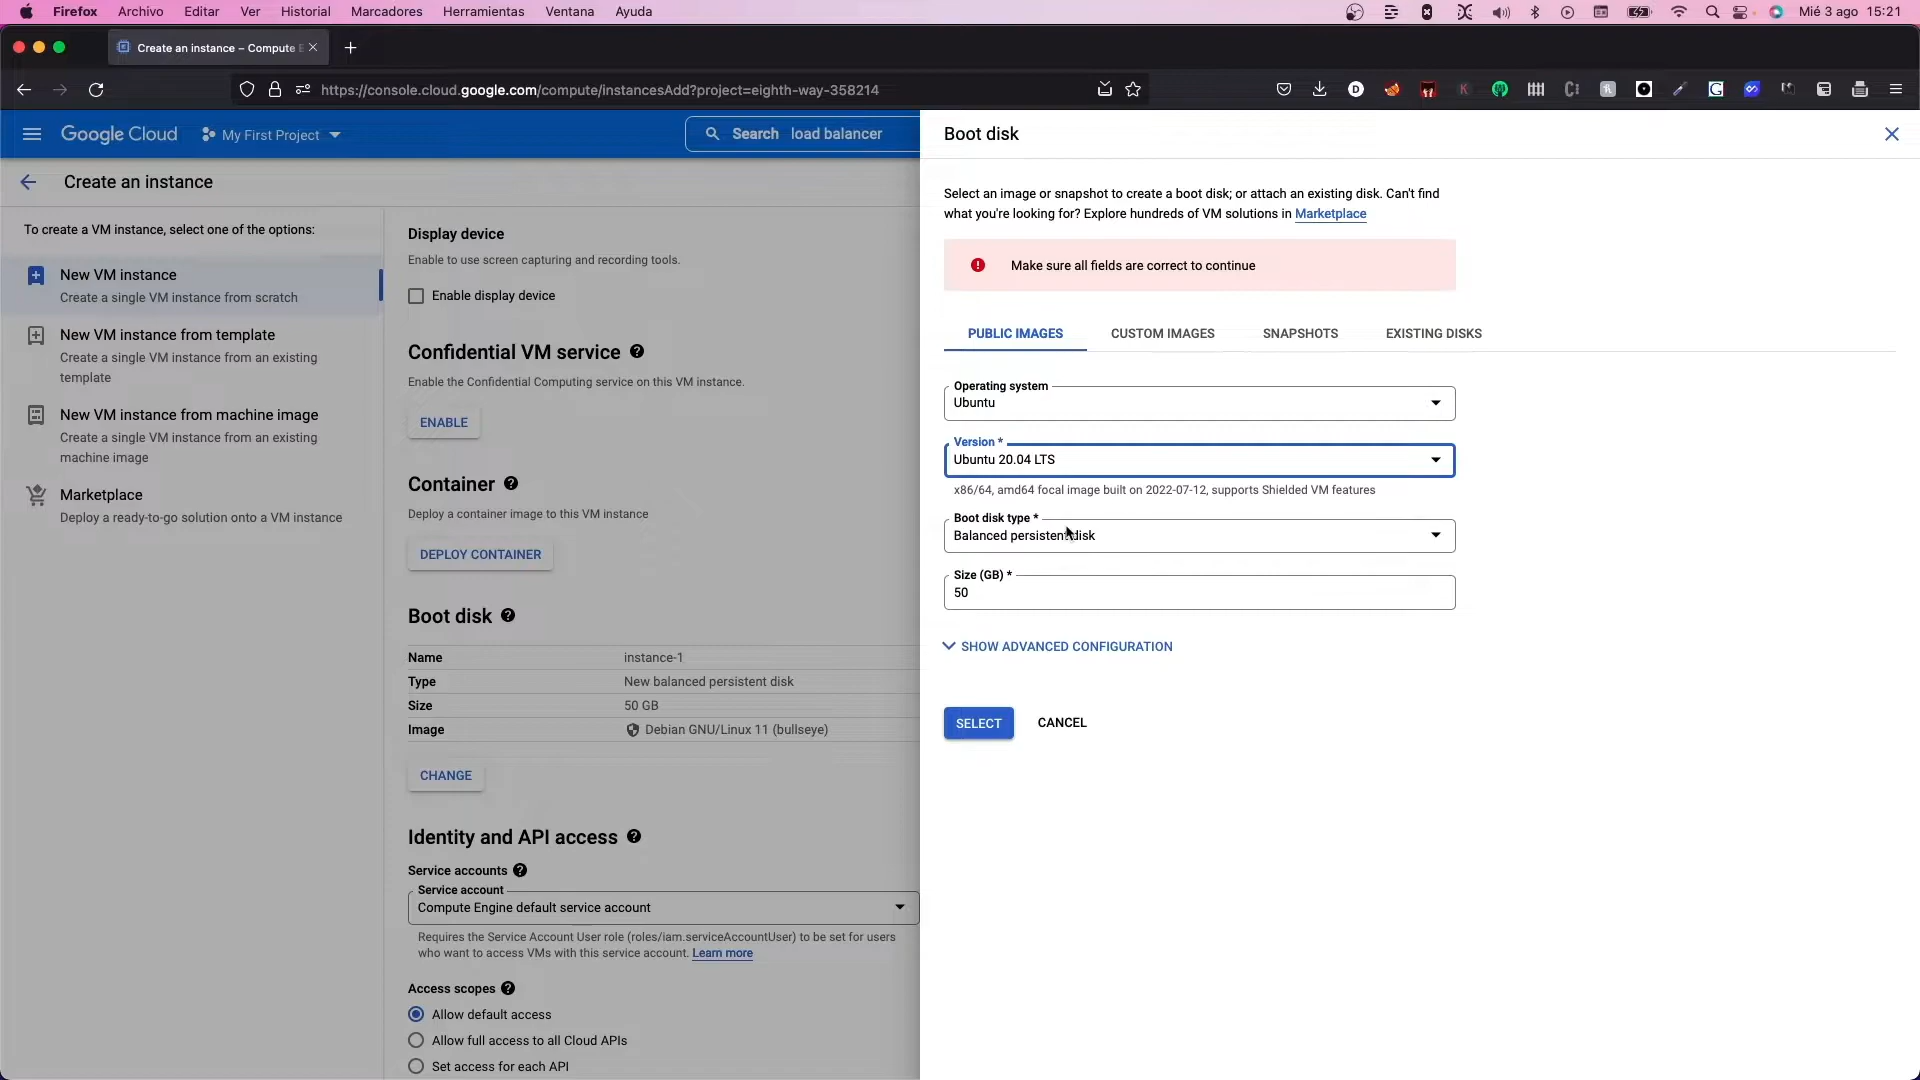 Firefox Archivo Editar Ver Historial Marcadores Herramientas Ventana Ayuda Mié 3 ago 15:21
Create an instance – Compute E
https://console.cloud.google.com/compute/instancesAdd?project=eighth-way-358214
Google Cloud My First Project Search load balancer
Create an instance
To create a VM instance, select one of the options:
New VM instance
Create a single VM instance from scratch
New VM instance from template
Create a single VM instance from an existing
template
New VM instance from machine image
Create a single VM instance from an existing
machine image
Marketplace
Deploy a ready-to-go solution onto a VM instance
Display device
Enable to use screen capturing and recording tools.
Enable display device
Confidential VM service
Enable the Confidential Computing service on this VM instance.
ENABLE
Container
Deploy a container image to this VM instance
DEPLOY CONTAINER
Boot disk
Name instance-1
Type New balanced persistent disk
Size 50 GB
Image Debian GNU/Linux 11 (bullseye)
CHANGE
Identity and API access
Service accounts
Service account
Compute Engine default service account
Requires the Service Account User role (roles/iam.serviceAccountUser) to be set for users
who want to access VMs with this service account. Learn more
Access scopes
Allow default access
Allow full access to all Cloud APIs
Set access for each API
Boot disk
Select an image or snapshot to create a boot disk; or attach an existing disk. Can't find
what you're looking for? Explore hundreds of VM solutions in Marketplace
Make sure all fields are correct to continue
PUBLIC IMAGES CUSTOM IMAGES SNAPSHOTS EXISTING DISKS
Operating system
Ubuntu
Version *
Ubuntu 20.04 LTS
x86/64, amd64 focal image built on 2022-07-12, supports Shielded VM features
Boot disk type *
Balanced persistent disk
Size (GB) *
50
SHOW ADVANCED CONFIGURATION
SELECT CANCEL